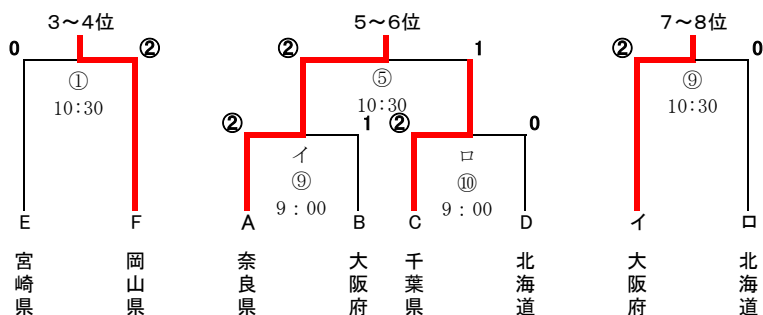 3～4位 5～6位 7～8位
0 ② ② 1 ② 0
① ⑤ ⑨
10:30 10:30 10:30
② 1 ② 0
イ ロ
⑨ ⑩
9：00 9：00
E F A B C D イ ロ
宮崎県 岡山県 奈良県 大阪府 千葉県 北海道 大阪府 北海道